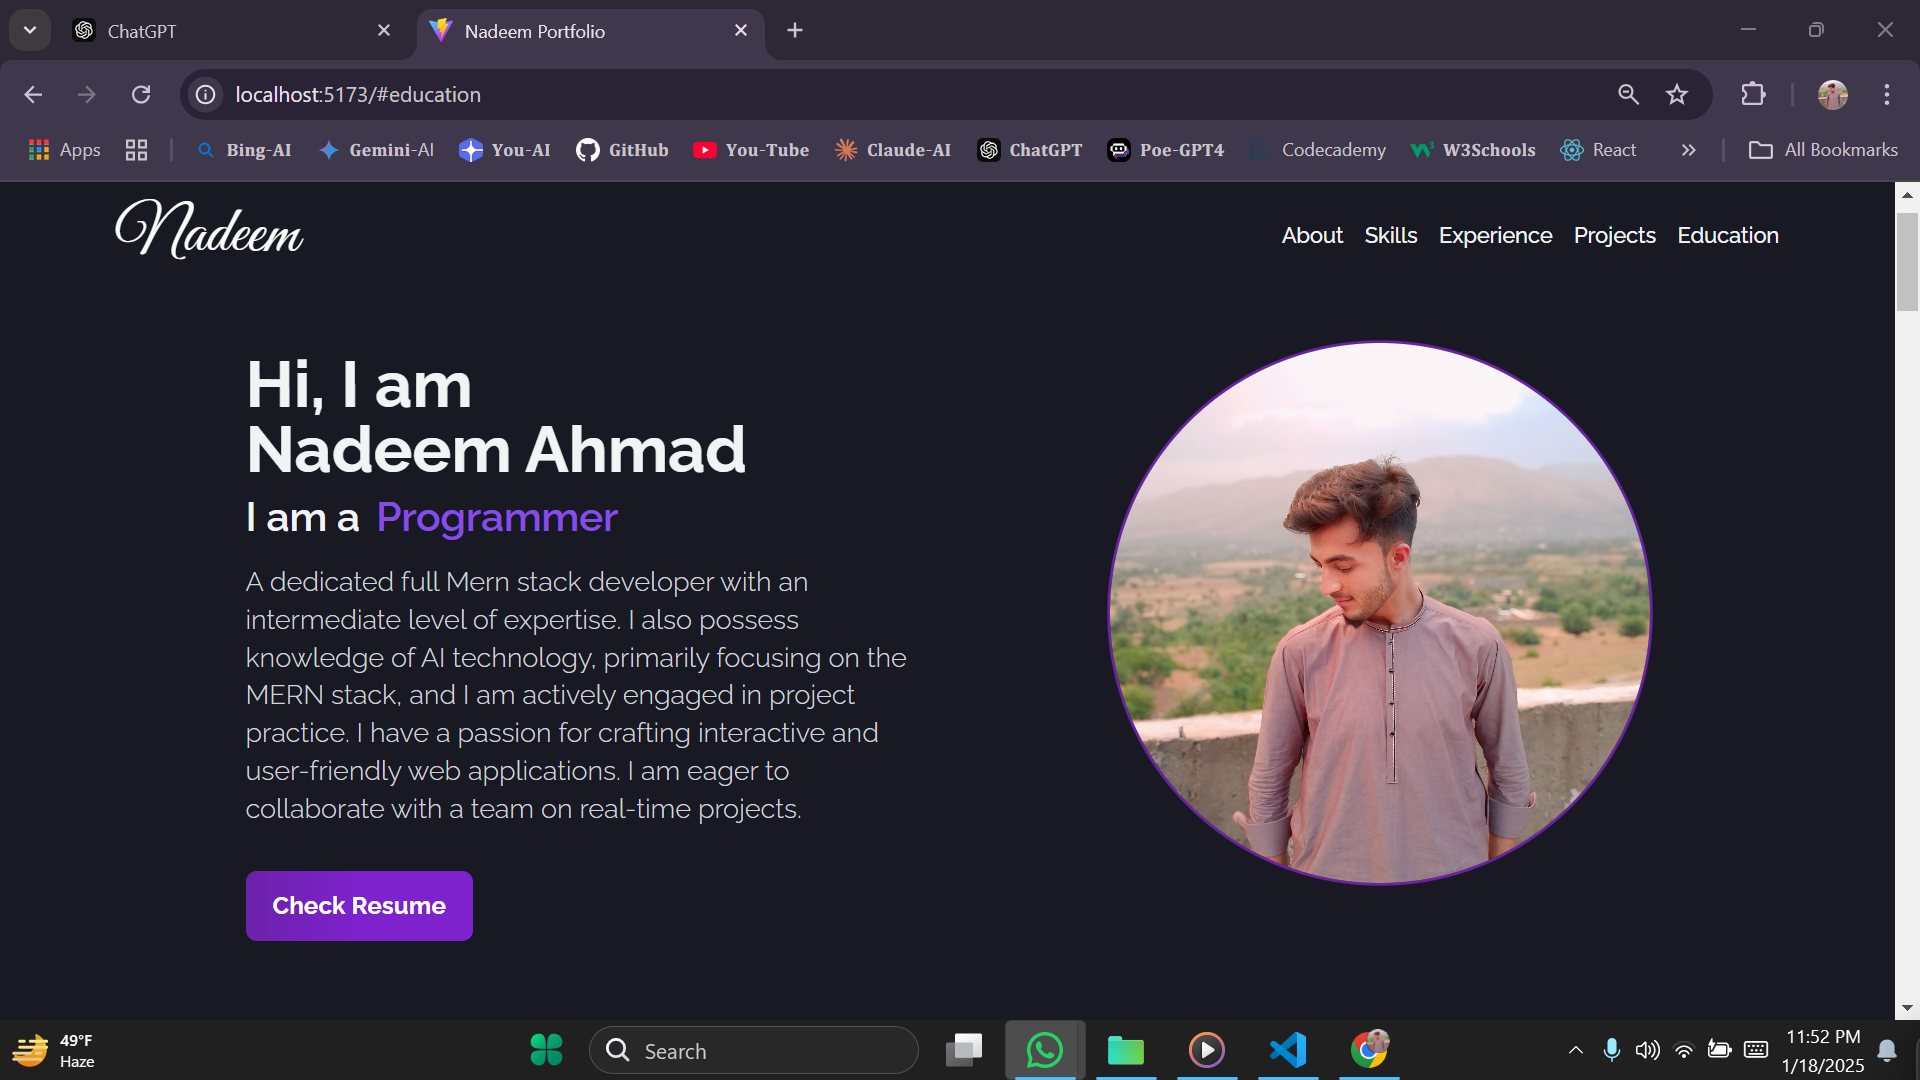 ChatGPT
Nadeem Portfolio
localhost:5173/#education
Apps
Bing-AI
Gemini-AI
You-AI
GitHub
You-Tube
Claude-AI
ChatGPT
Poe-GPT4
Codecademy
W3Schools
React
All Bookmarks
Nadeem
About Skills Experience Projects Education
Hi, I am
Nadeem Ahmad
I am a Programmer
A dedicated full Mern stack developer with an
intermediate level of expertise. I also possess
knowledge of AI technology, primarily focusing on the
MERN stack, and I am actively engaged in project
practice. I have a passion for crafting interactive and
user-friendly web applications. I am eager to
collaborate with a team on real-time projects.
Check Resume
49°F
Haze
Search
11:52 PM
1/18/2025